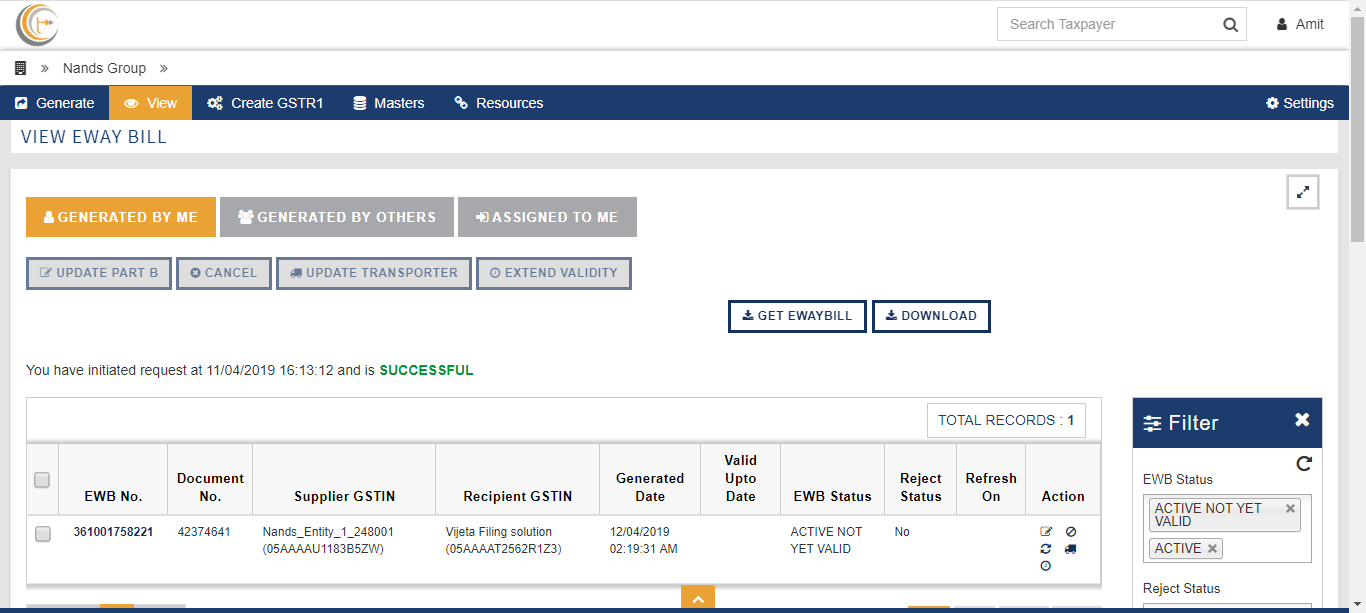 Search Taxpayer
Amit
» Nands Group »
Generate View Create GSTR1 Masters Resources Settings
VIEW EWAY BILL
GENERATED BY ME GENERATED BY OTHERS ASSIGNED TO ME
UPDATE PART B CANCEL UPDATE TRANSPORTER EXTEND VALIDITY
GET EWAYBILL DOWNLOAD
You have initiated request at 11/04/2019 16:13:12 and is SUCCESSFUL
TOTAL RECORDS : 1
EWB No. Document No. Supplier GSTIN Recipient GSTIN Generated Date Valid Upto Date EWB Status Reject Status Refresh On Action
361001758221 42374641 Nands_Entity_1_248001 Vijeta Filing solution 12/04/2019 ACTIVE NOT No
(05AAAAU1183B5ZW) (05AAAAT2562R1Z3) 02:19:31 AM YET VALID
Filter
EWB Status
ACTIVE NOT YET
VALID
ACTIVE
Reject Status